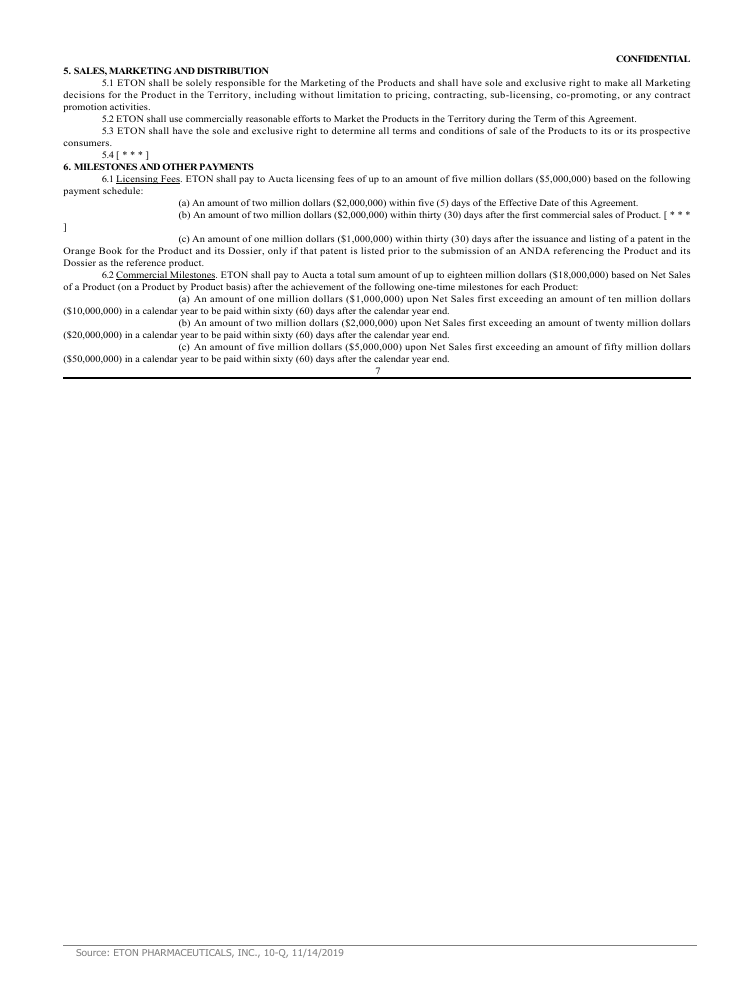 CONFIDENTIAL
5. SALES, MARKETING AND DISTRIBUTION
5.1 ETON shall be solely responsible for the Marketing of the Products and shall have sole and exclusive right to make all Marketing
decisions for the Product in the Territory, including without limitation to pricing, contracting, sub-licensing, co-promoting, or any contract
promotion activities.
5.2 ETON shall use commercially reasonable efforts to Market the Products in the Territory during the Term of this Agreement.
5.3 ETON shall have the sole and exclusive right to determine all terms and conditions of sale of the Products to its or its prospective
consumers.
5.4 [ * * * ]
6. MILESTONES AND OTHER PAYMENTS
6.1 Licensing Fees. ETON shall pay to Aucta licensing fees of up to an amount of five million dollars ($5,000,000) based on the following
payment schedule:
(a) An amount of two million dollars ($2,000,000) within five (5) days of the Effective Date of this Agreement.
(b) An amount of two million dollars ($2,000,000) within thirty (30) days after the first commercial sales of Product. [ * * *
]
(c) An amount of one million dollars ($1,000,000) within thirty (30) days after the issuance and listing of a patent in the
Orange Book for the Product and its Dossier, only if that patent is listed prior to the submission of an ANDA referencing the Product and its
Dossier as the reference product.
6.2 Commercial Milestones. ETON shall pay to Aucta a total sum amount of up to eighteen million dollars ($18,000,000) based on Net Sales
of a Product (on a Product by Product basis) after the achievement of the following one-time milestones for each Product:
(a) An amount of one million dollars ($1,000,000) upon Net Sales first exceeding an amount of ten million dollars
($10,000,000) in a calendar year to be paid within sixty (60) days after the calendar year end.
(b) An amount of two million dollars ($2,000,000) upon Net Sales first exceeding an amount of twenty million dollars
($20,000,000) in a calendar year to be paid within sixty (60) days after the calendar year end.
(c) An amount of five million dollars ($5,000,000) upon Net Sales first exceeding an amount of fifty million dollars
($50,000,000) in a calendar year to be paid within sixty (60) days after the calendar year end.
7
Source: ETON PHARMACEUTICALS, INC., 10-Q, 11/14/2019